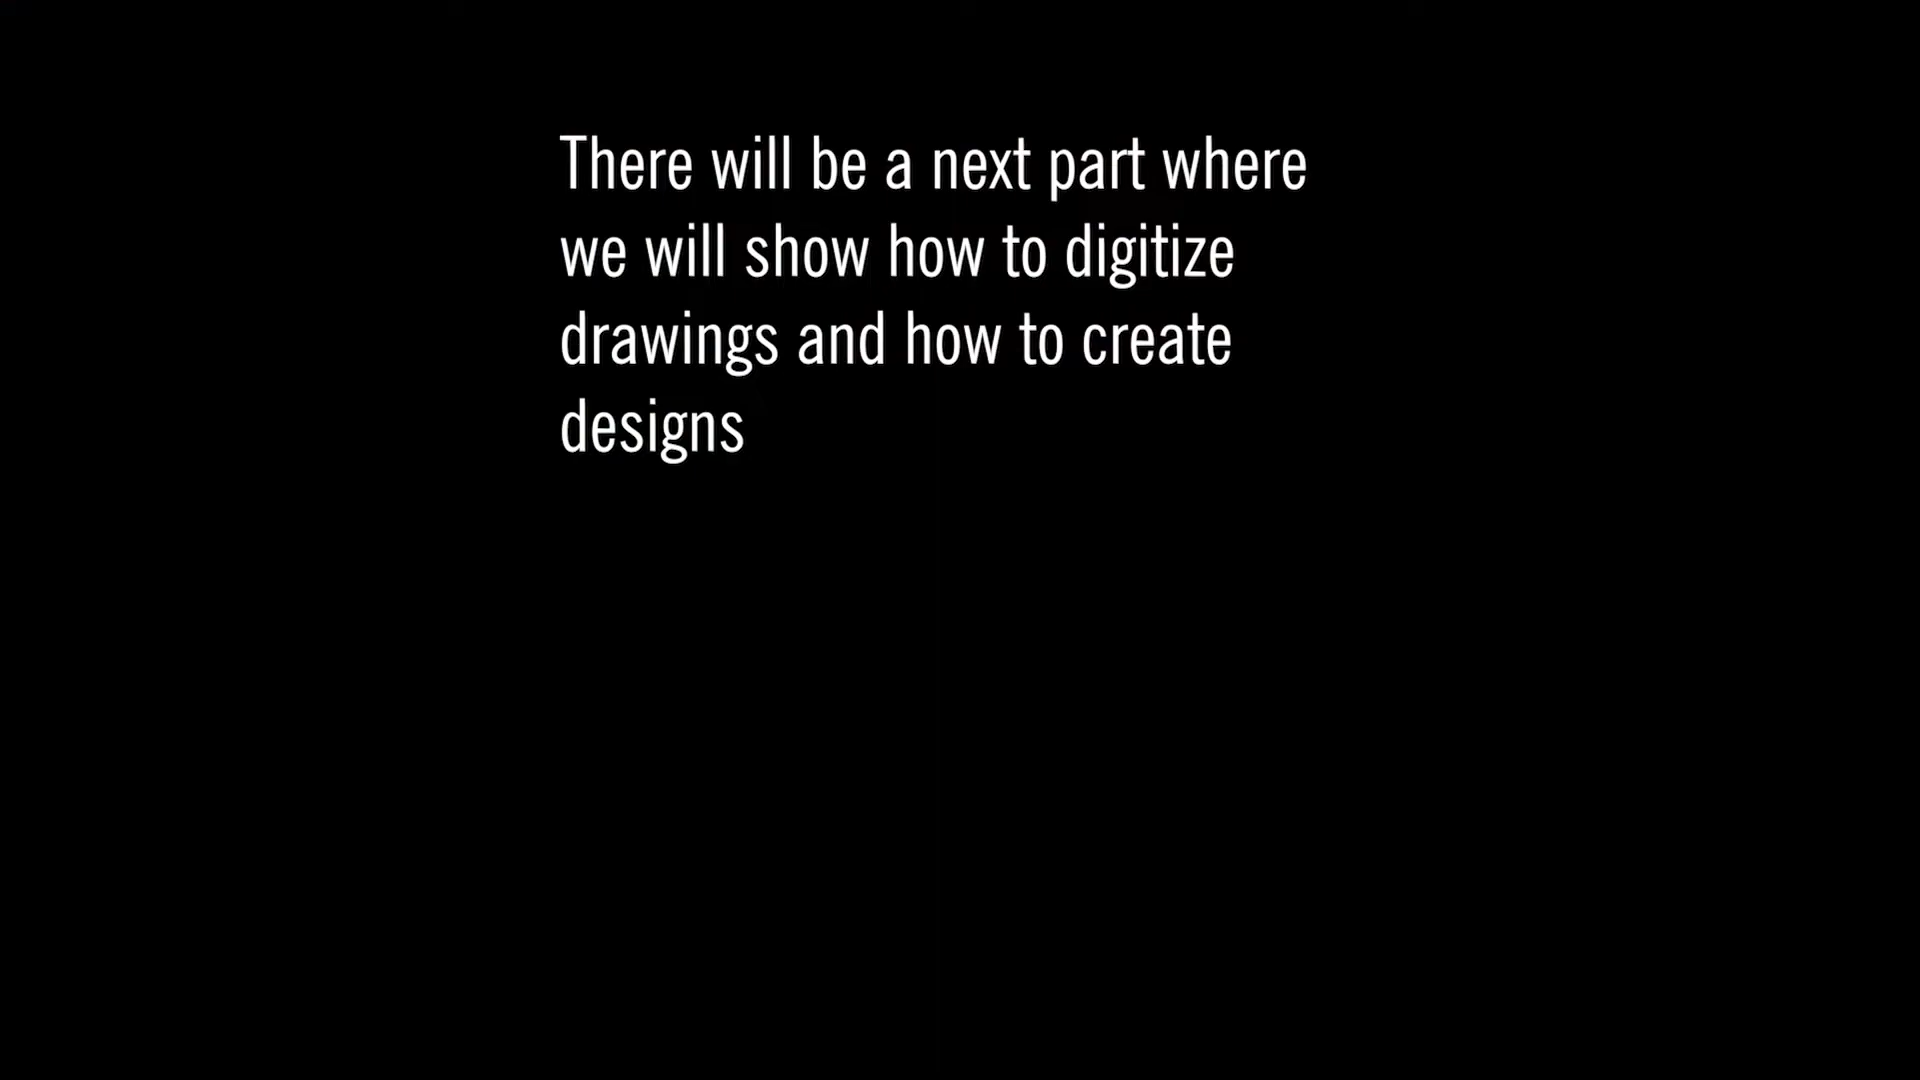 There will be a next part where
we will show how to digitize
drawings and how to create
designs